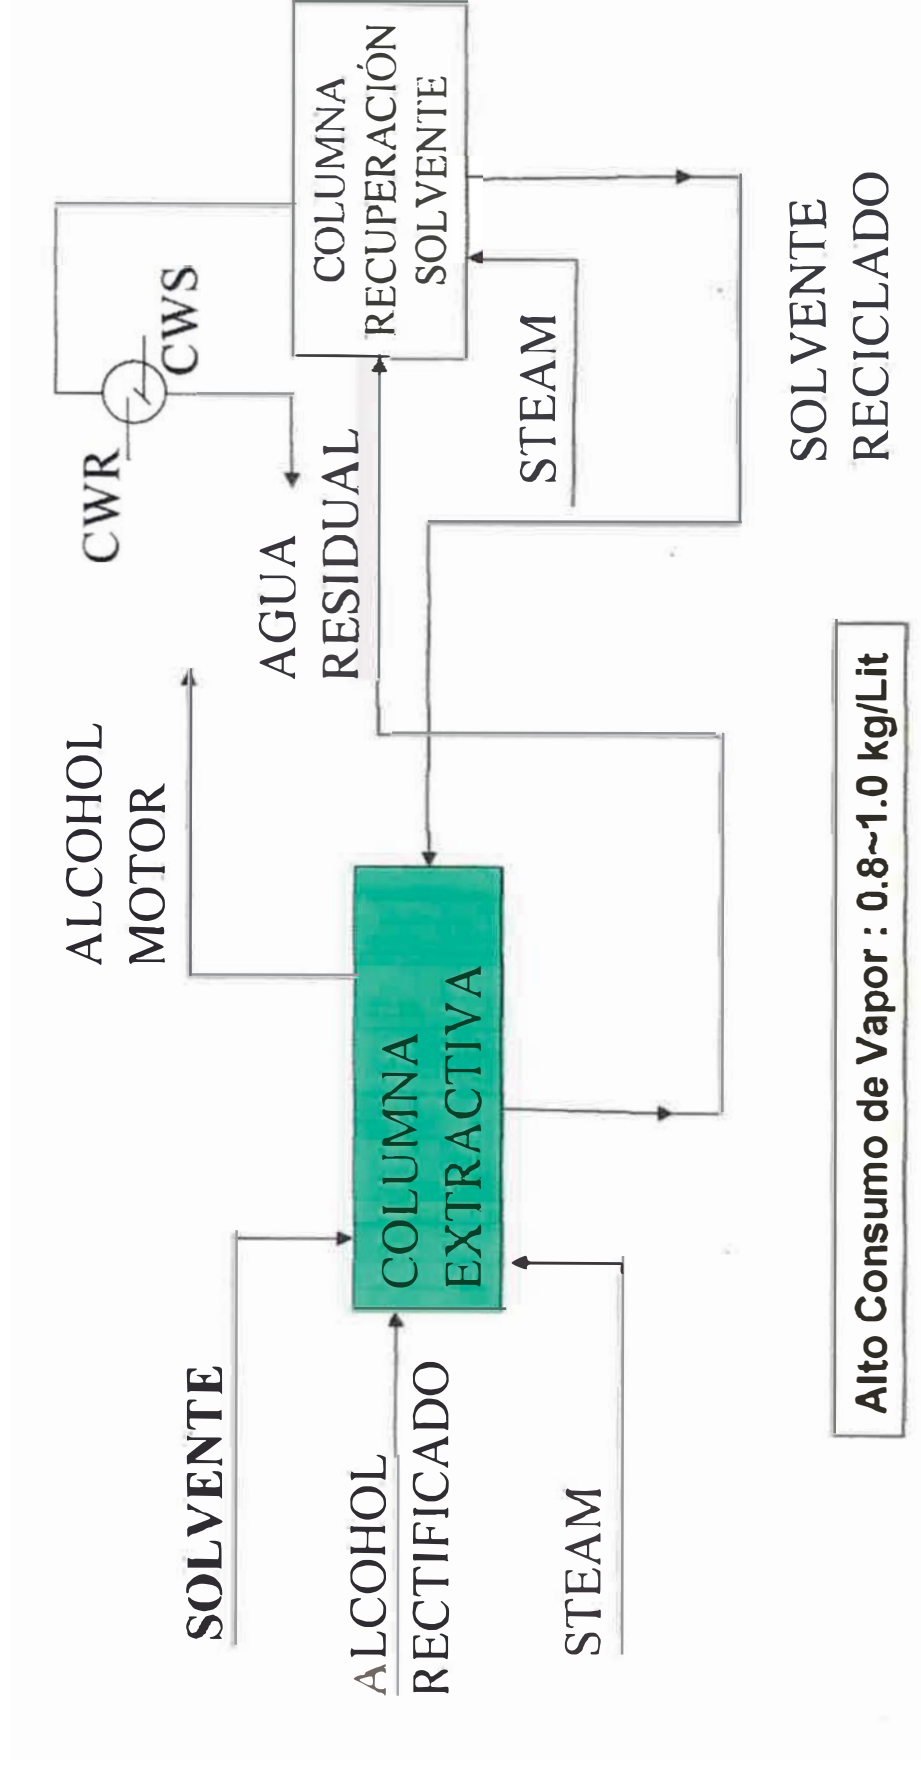 CWR
CWS
COLUMNA
RECUPERACIÓN
SOLVENTE
ALCOHOL
MOTOR
AGUA
RESIDUAL
SOLVENTE
ALCOHOL
RECTIFICADO
COLUMNA
EXTRACTIVA
STEAM
STEAM
SOLVENTE
RECICLADO
Alto Consumo de Vapor : 0.8~1.0 kg/Lit